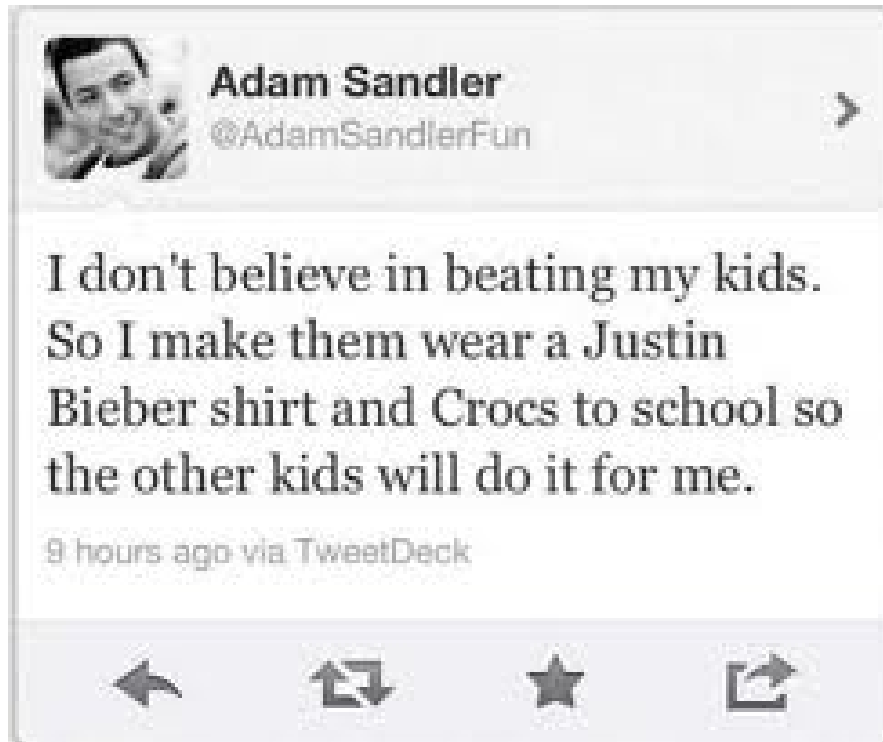 Adam Sandler
@AdamSandlerFun
I don't believe in beating my kids.
So I make them wear a Justin
Bieber shirt and Crocs to school so
the other kids will do it for me.
9 hours ago via TweetDeck